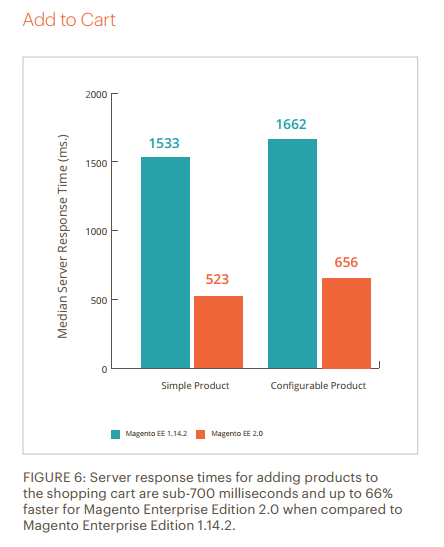 Add to Cart
Median Server Response Time (ms.)
2000
1500
1000
500
0
1533
523
1662
656
Simple Product
Configurable Product
Magento EE 1.14.2
Magento EE 2.0
FIGURE 6: Server response times for adding products to
the shopping cart are sub-700 milliseconds and up to 66%
faster for Magento Enterprise Edition 2.0 when compared to
Magento Enterprise Edition 1.14.2.